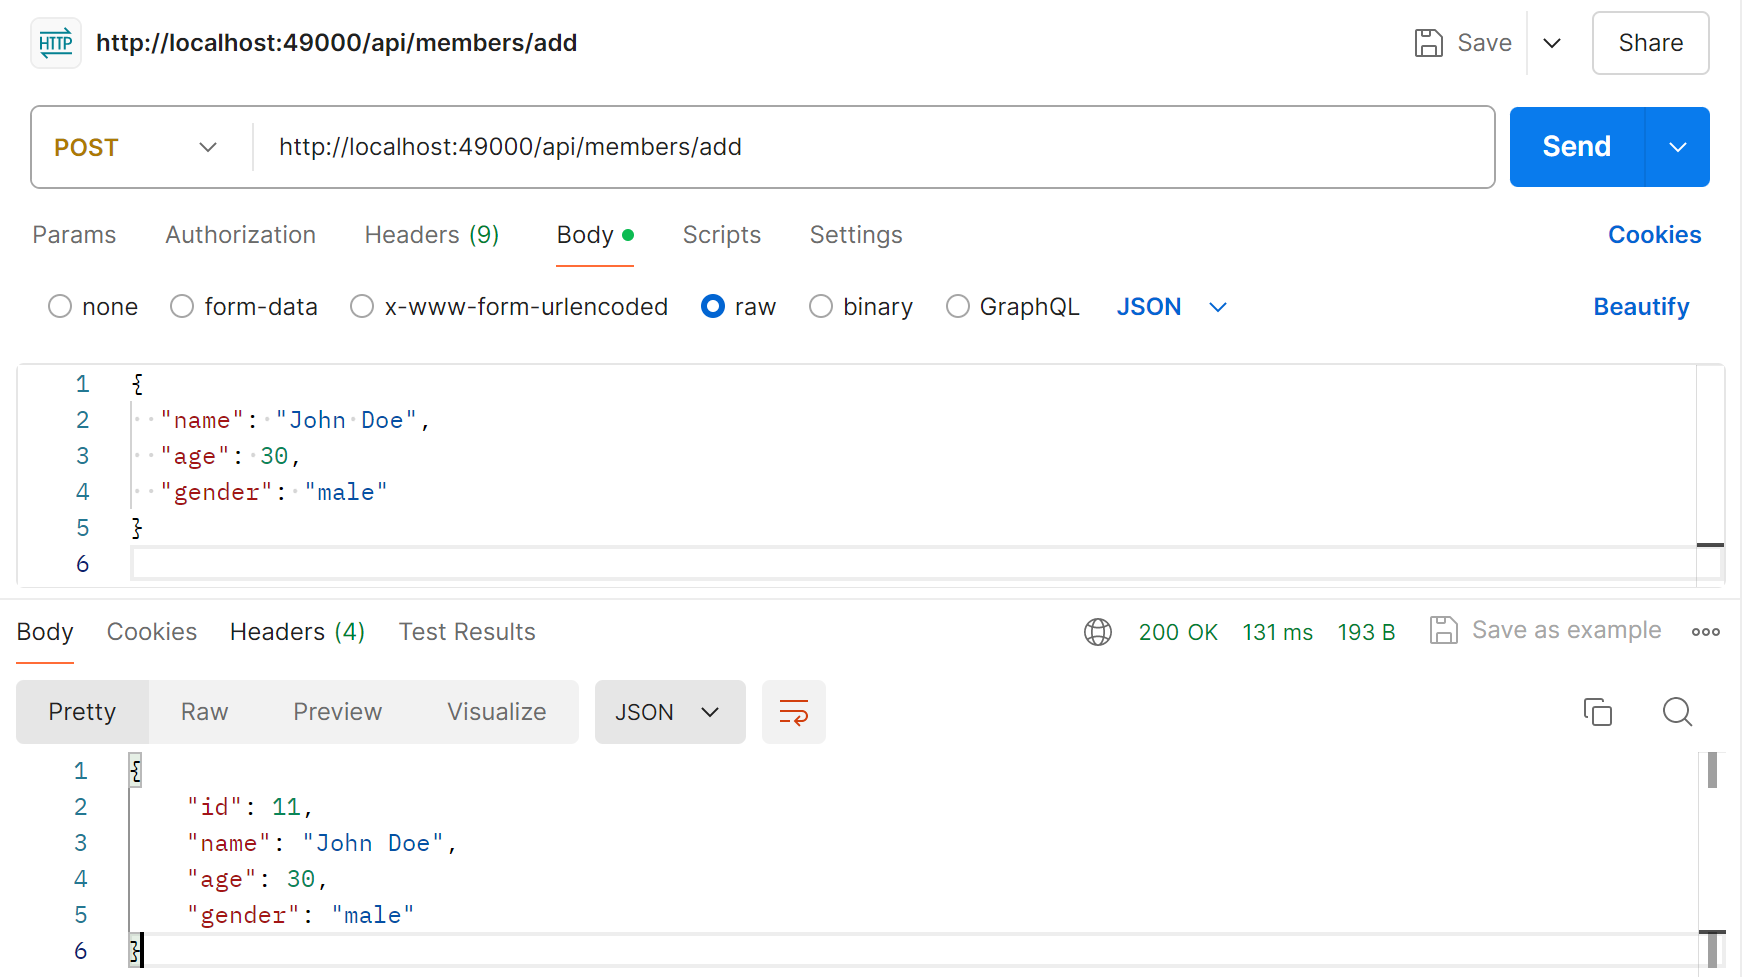 HTTP http://localhost:49000/api/members/add Save Share
POST http://localhost:49000/api/members/add Send
Params Authorization Headers (9) Body Scripts Settings Cookies
none form-data x-www-form-urlencoded raw binary GraphQL JSON Beautify
1 {
2 "name": "John Doe",
3 "age": 30,
4 "gender": "male"
5 }
6
Body Cookies Headers (4) Test Results 200 OK 131 ms 193 B Save as example
Pretty Raw Preview Visualize JSON
1 {
2 "id": 11,
3 "name": "John Doe",
4 "age": 30,
5 "gender": "male"
6 }